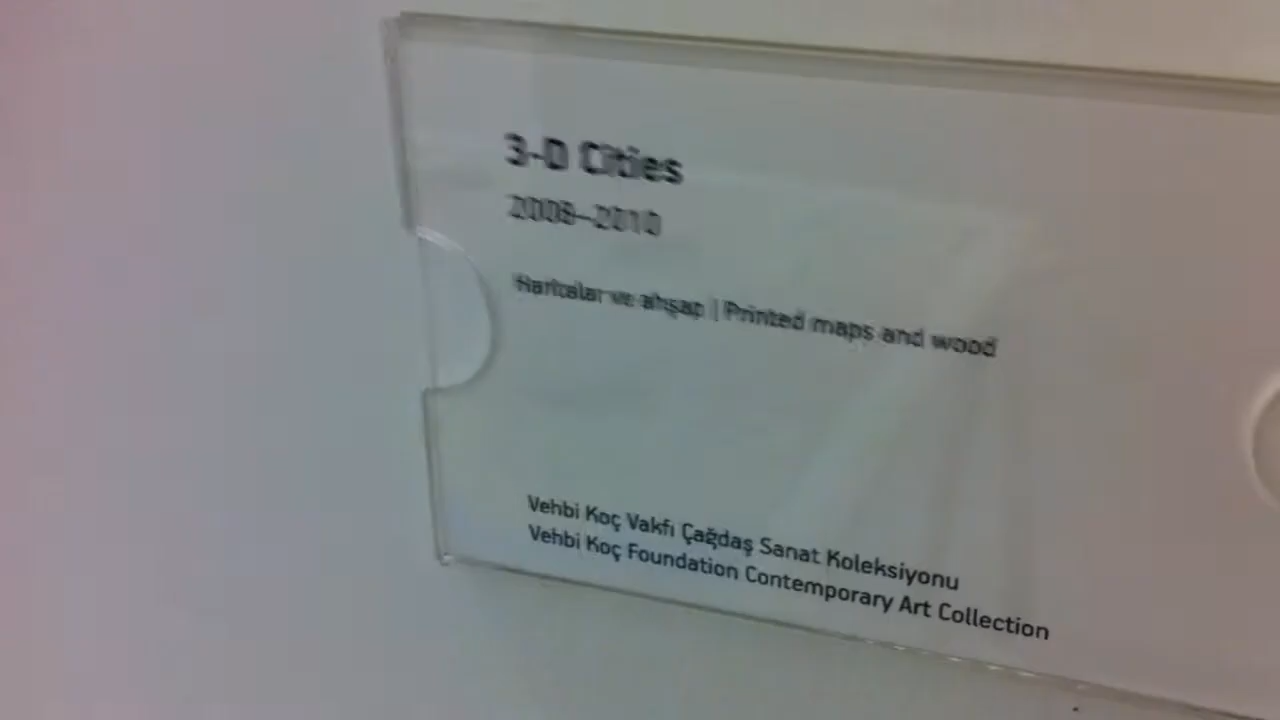 3-D Cities
2009–2010
Haritalar ve ahşap | Printed maps and wood
Vehbi Koç Vakfı Çağdaş Sanat Koleksiyonu
Vehbi Koç Foundation Contemporary Art Collection